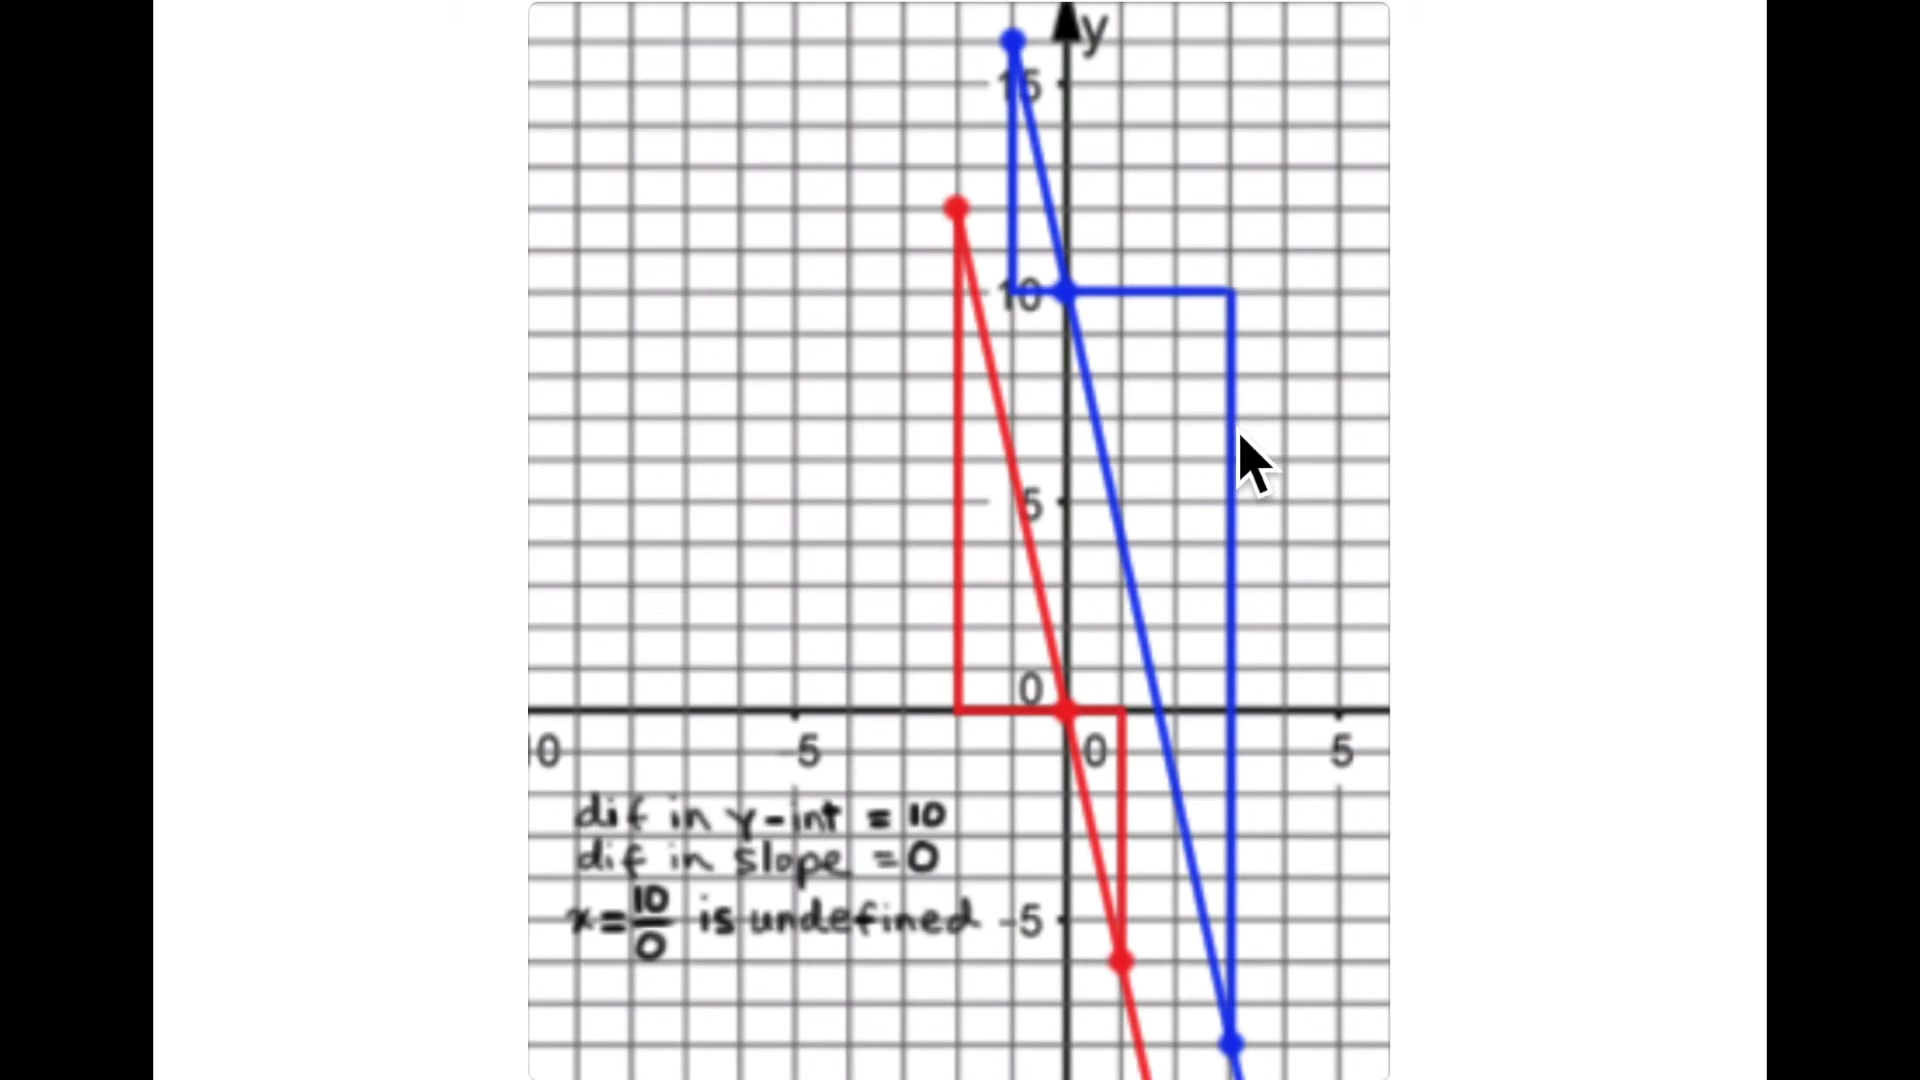 y
15
10
5
0
0 -5 0 5
dif in y-int = 10
dif in slope = 0
x = 10/0 is undefined
-5